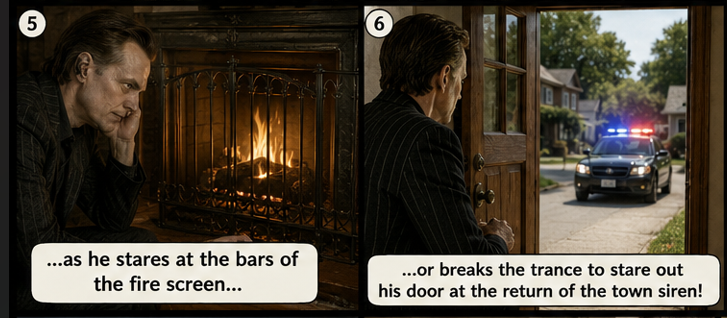 5
...as he stares at the bars of
the fire screen...
6
...or breaks the trance to stare out
his door at the return of the town siren!